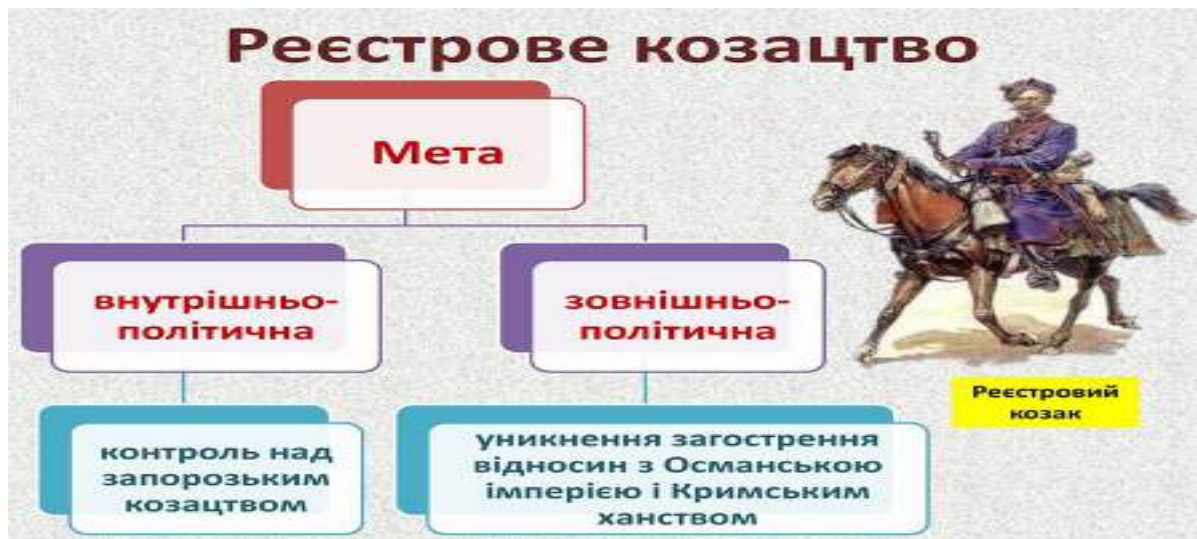 Реєстрове козацтво
Мета
внутрішньо-
політична
зовнішньо-
політична
контроль над
запорозьким
козацтвом
уникнення загострення
відносин з Османською
імперією і Кримським
ханством
Реєстровий
козак